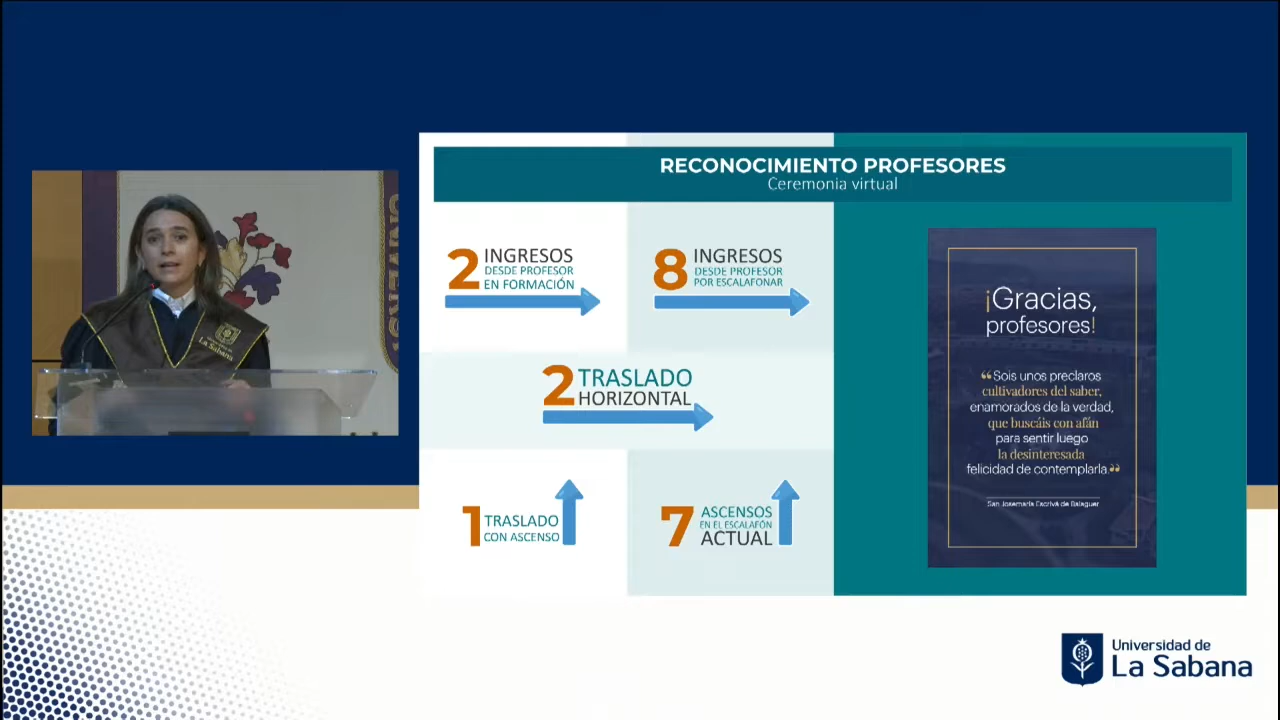 RECONOCIMIENTO PROFESORES
Ceremonia virtual
2 INGRESOS
DESDE PROFESOR
EN FORMACIÓN
8 INGRESOS
DESDE PROFESOR
POR ESCALAFONAR
2 TRASLADO
HORIZONTAL
1 TRASLADO
CON ASCENSO
7 ASCENSOS
EN EL ESCALAFÓN
ACTUAL
¡Gracias,
profesores!
“Sois unos preclaros
cultivadores del saber,
enamorados de la verdad,
que buscáis con afán
para sentir luego
la desinteresada
felicidad de contemplarla.”
San Josemaría Escrivá de Balaguer
La Sabana
UNIVERSI
Universidad de
La Sabana